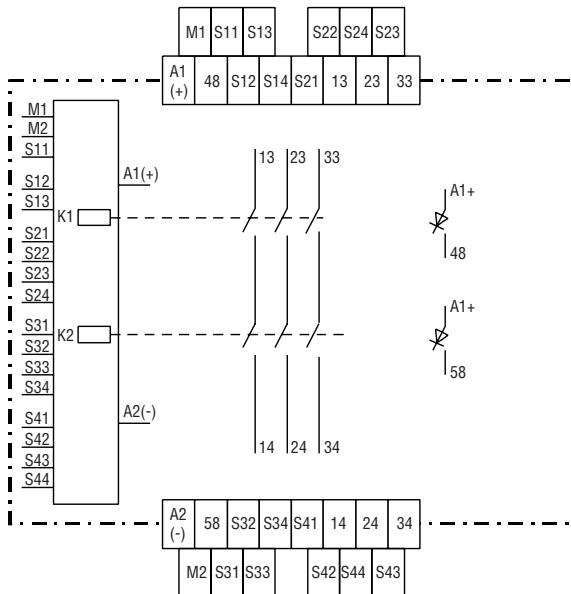 M1 S11 S13 S22 S24 S23
A1 (+) 48 S12 S14 S21 13 23 33
M1
M2
S11
S12
S13
S21
S22
S23
S24
S31
S32
S33
S34
S41
S42
S43
S44
A1(+)
K1
K2
A2(-)
13 23 33
14 24 34
A1+
48
A1+
58
A2 (-) 58 S32 S34 S41 14 24 34
M2 S31 S33 S42 S44 S43